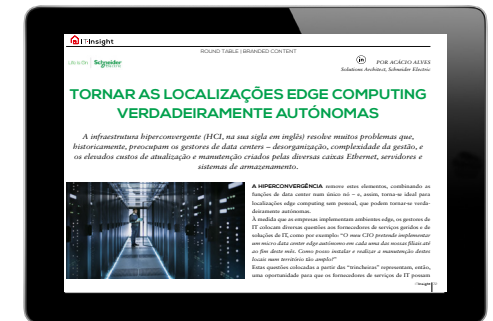 IT Insight
ROUND TABLE | BRANDED CONTENT
Life Is On | Schneider Electric
in
POR ACÁCIO ALVES
Solutions Architect, Schneider Electric
TORNAR AS LOCALIZAÇÕES EDGE COMPUTING
VERDADEIRAMENTE AUTÓNOMAS
A infraestrutura hiperconvergente (HCI, na sua sigla em inglês) resolve muitos problemas que,
historicamente, preocupam os gestores de data centers – desorganização, complexidade da gestão, e
os elevados custos de atualização e manutenção criados pelas diversas caixas Ethernet, servidores e
sistemas de armazenamento.
A HIPERCONVERGÊNCIA remove estes elementos, combinando as
funções de data center num único nó – e, assim, torna-se ideal para
localizações edge computing sem pessoal, que podem tornar-se verda-
deiramente autónomas.
À medida que as empresas implementam ambientes edge, os gestores de
IT colocam diversas questões aos fornecedores de serviços geridos e de
soluções de IT, como por exemplo: "O meu CIO pretende implementar
um micro data center edge autónomo em cada uma das nossas filiais até
ao fim deste mês. Como posso instalar e realizar a manutenção destes
locais num território tão amplo?"
Estas questões colocadas a partir das "trincheiras" representam, então,
uma oportunidade para que os fornecedores de serviços de IT possam